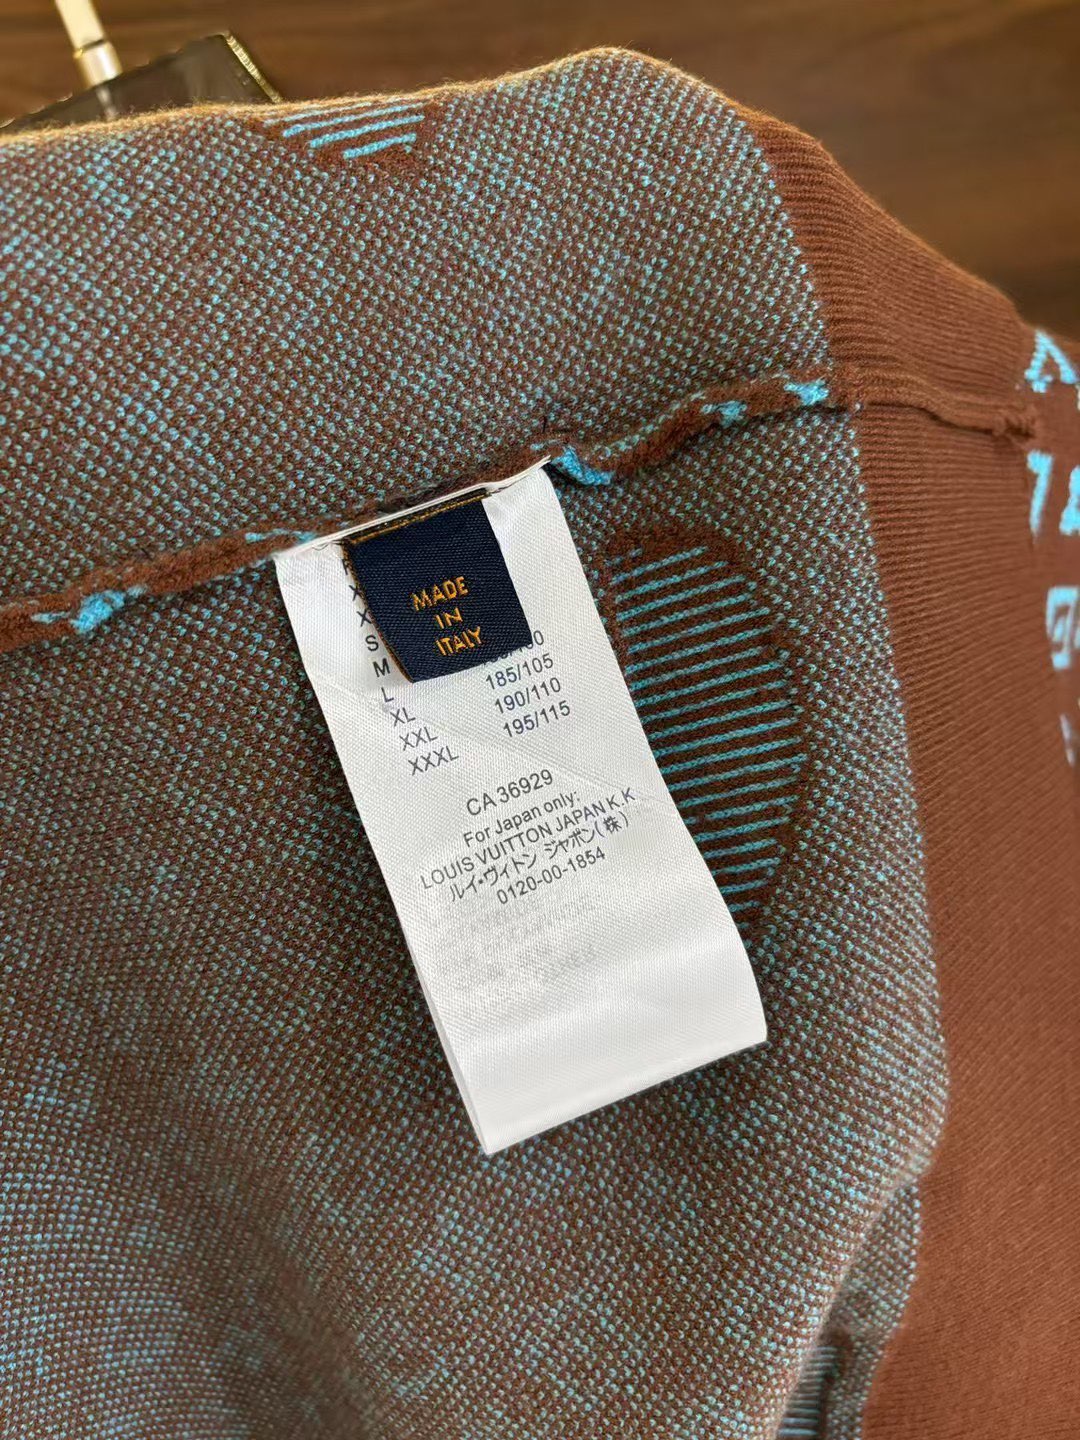 MADE
IN
ITALY
S
M
L 185/105
XL 190/110
XXL 195/115
XXXL
CA 36929
For Japan only:
LOUIS VUITTON JAPAN K.K
ルイ・ヴィトン ジャポン(株)
0120-00-1854